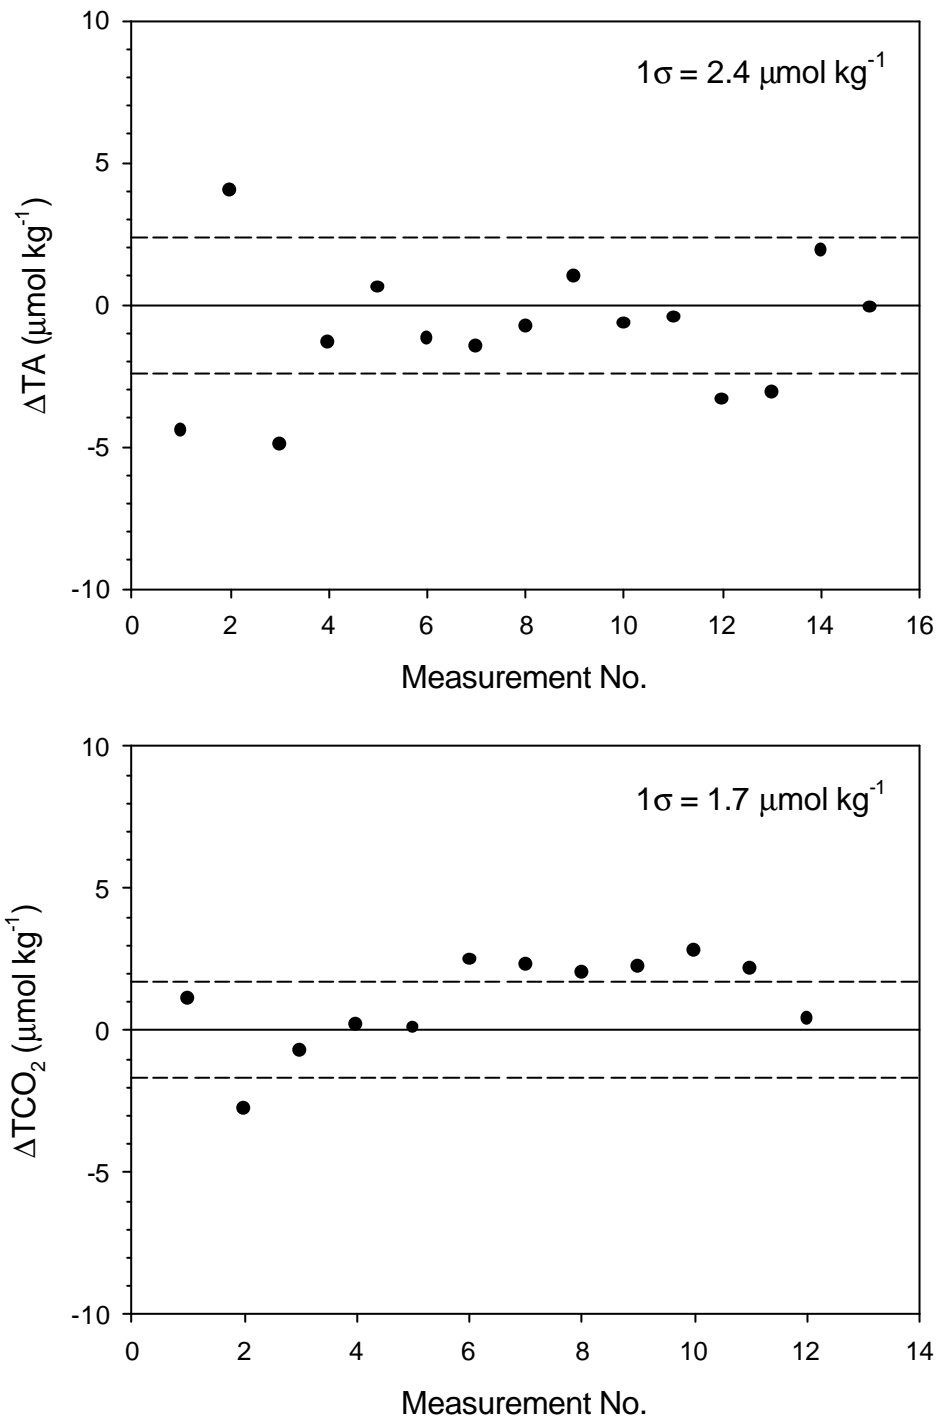 10
1σ = 2.4 μmol kg⁻¹
5
ΔTA (μmol kg⁻¹)
0
-5
-10
0 2 4 6 8 10 12 14 16
Measurement No.
10
1σ = 1.7 μmol kg⁻¹
5
ΔTCO₂ (μmol kg⁻¹)
0
-5
-10
0 2 4 6 8 10 12 14
Measurement No.